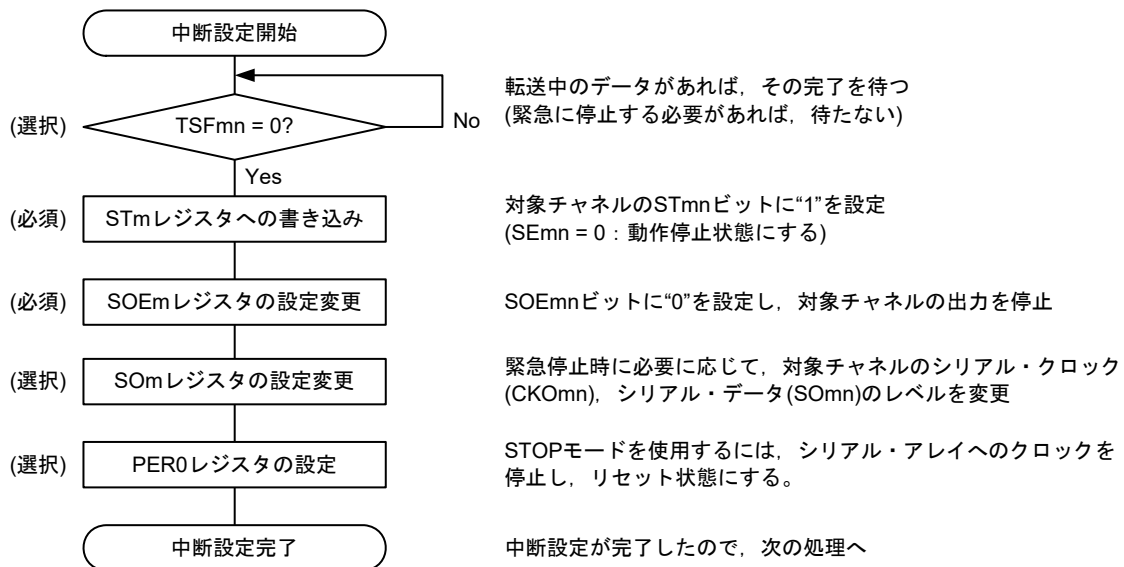 中断設定開始
転送中のデータがあれば，その完了を待つ
(緊急に停止する必要があれば，待たない)
(選択)
TSFmn = 0?
No
Yes
(必須)
STmレジスタへの書き込み
対象チャネルのSTmnビットに“1”を設定
(SEmn = 0：動作停止状態にする)
(必須)
SOEmレジスタの設定変更
SOEmnビットに“0”を設定し，対象チャネルの出力を停止
(選択)
SOmレジスタの設定変更
緊急停止時に必要に応じて，対象チャネルのシリアル・クロック
(CKOmn)，シリアル・データ(SOmn)のレベルを変更
(選択)
PER0レジスタの設定
STOPモードを使用するには，シリアル・アレイへのクロックを
停止し，リセット状態にする。
中断設定完了
中断設定が完了したので，次の処理へ